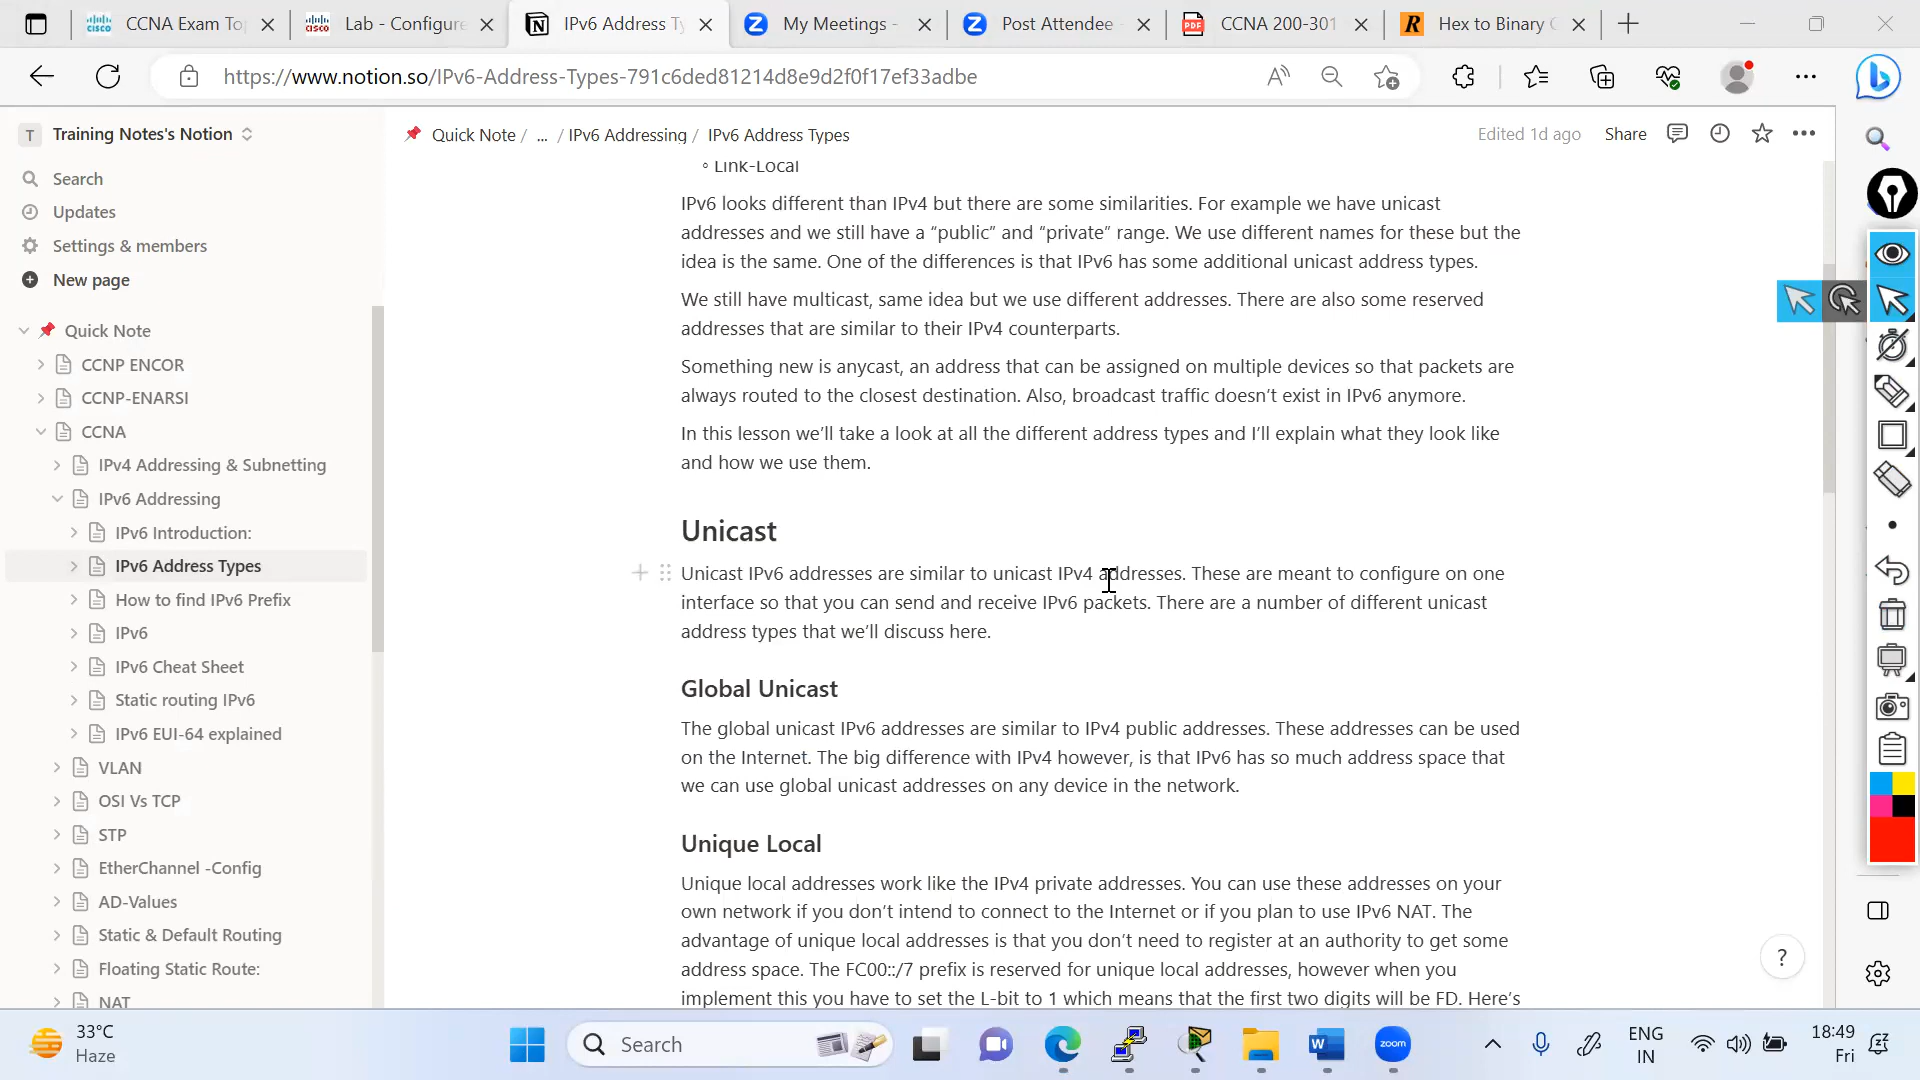 CCNA Exam To
Lab - Configure
IPv6 Address Ty
My Meetings -
Post Attendee -
CCNA 200-301
Hex to Binary C
https://www.notion.so/IPv6-Address-Types-791c6ded81214d8e9d2f0f17ef33adbe
T Training Notes's Notion
Quick Note / ... / IPv6 Addressing / IPv6 Address Types
Edited 1d ago Share
Search
Updates
Settings & members
New page
Quick Note
CCNP ENCOR
CCNP-ENARSI
CCNA
IPv4 Addressing & Subnetting
IPv6 Addressing
IPv6 Introduction:
IPv6 Address Types
How to find IPv6 Prefix
IPv6
IPv6 Cheat Sheet
Static routing IPv6
IPv6 EUI-64 explained
VLAN
OSI Vs TCP
STP
EtherChannel -Config
AD-Values
Static & Default Routing
Floating Static Route:
NAT
◦ Link-Local
IPv6 looks different than IPv4 but there are some similarities. For example we have unicast
addresses and we still have a “public” and “private” range. We use different names for these but the
idea is the same. One of the differences is that IPv6 has some additional unicast address types.
We still have multicast, same idea but we use different addresses. There are also some reserved
addresses that are similar to their IPv4 counterparts.
Something new is anycast, an address that can be assigned on multiple devices so that packets are
always routed to the closest destination. Also, broadcast traffic doesn’t exist in IPv6 anymore.
In this lesson we’ll take a look at all the different address types and I’ll explain what they look like
and how we use them.
Unicast
Unicast IPv6 addresses are similar to unicast IPv4 addresses. These are meant to configure on one
interface so that you can send and receive IPv6 packets. There are a number of different unicast
address types that we’ll discuss here.
Global Unicast
The global unicast IPv6 addresses are similar to IPv4 public addresses. These addresses can be used
on the Internet. The big difference with IPv4 however, is that IPv6 has so much address space that
we can use global unicast addresses on any device in the network.
Unique Local
Unique local addresses work like the IPv4 private addresses. You can use these addresses on your
own network if you don’t intend to connect to the Internet or if you plan to use IPv6 NAT. The
advantage of unique local addresses is that you don’t need to register at an authority to get some
address space. The FC00::/7 prefix is reserved for unique local addresses, however when you
implement this you have to set the L-bit to 1 which means that the first two digits will be FD. Here’s
?
33°C
Haze
Search
zoom
ENG
IN
18:49
Fri